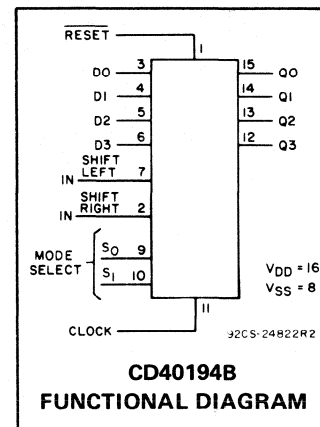 RESET
1
D0 3 15 Q0
D1 4 14 Q1
D2 5 13 Q2
D3 6 12 Q3
SHIFT
LEFT
IN 7
SHIFT
RIGHT
IN 2
MODE
SELECT
S0 9
S1 10
VDD = 16
VSS = 8
11
CLOCK
92CS-24822R2
CD40194B
FUNCTIONAL DIAGRAM